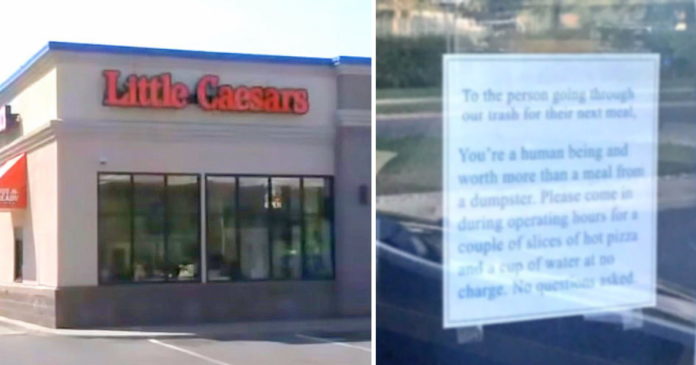 Little Caesars
To the person going through
our trash for their next meal,
You're a human being and
worth more than a meal from
a dumpster. Please come in
during operating hours for a
couple of slices of hot pizza
and a cup of water at no
charge. No questions asked